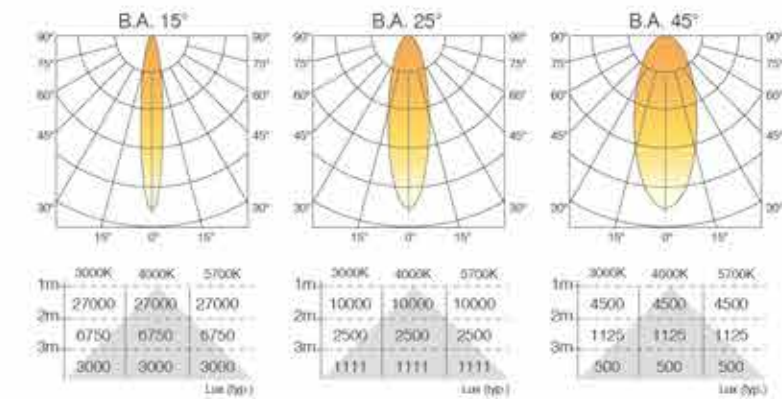 B.A. 15° B.A. 25° B.A. 45°
90° 90° 90° 90° 90° 90°
75° 75° 75° 75° 75° 75°
60° 60° 60° 60° 60° 60°
45° 45° 45° 45° 45° 45°
30° 30° 30° 30° 30° 30°
15° 0° 15° 15° 0° 15° 15° 0° 15°
3000K 4000K 5700K 3000K 4000K 5700K 3000K 4000K 5700K
1m 1m 1m
27000 27000 27000 10000 10000 10000 4500 4500 4500
2m 2m 2m
6750 6750 6750 2500 2500 2500 1125 1125 1125
3m 3m 3m
3000 3000 3000 1111 1111 1111 500 500 500
Lux (typ.) Lux (typ.) Lux (typ.)